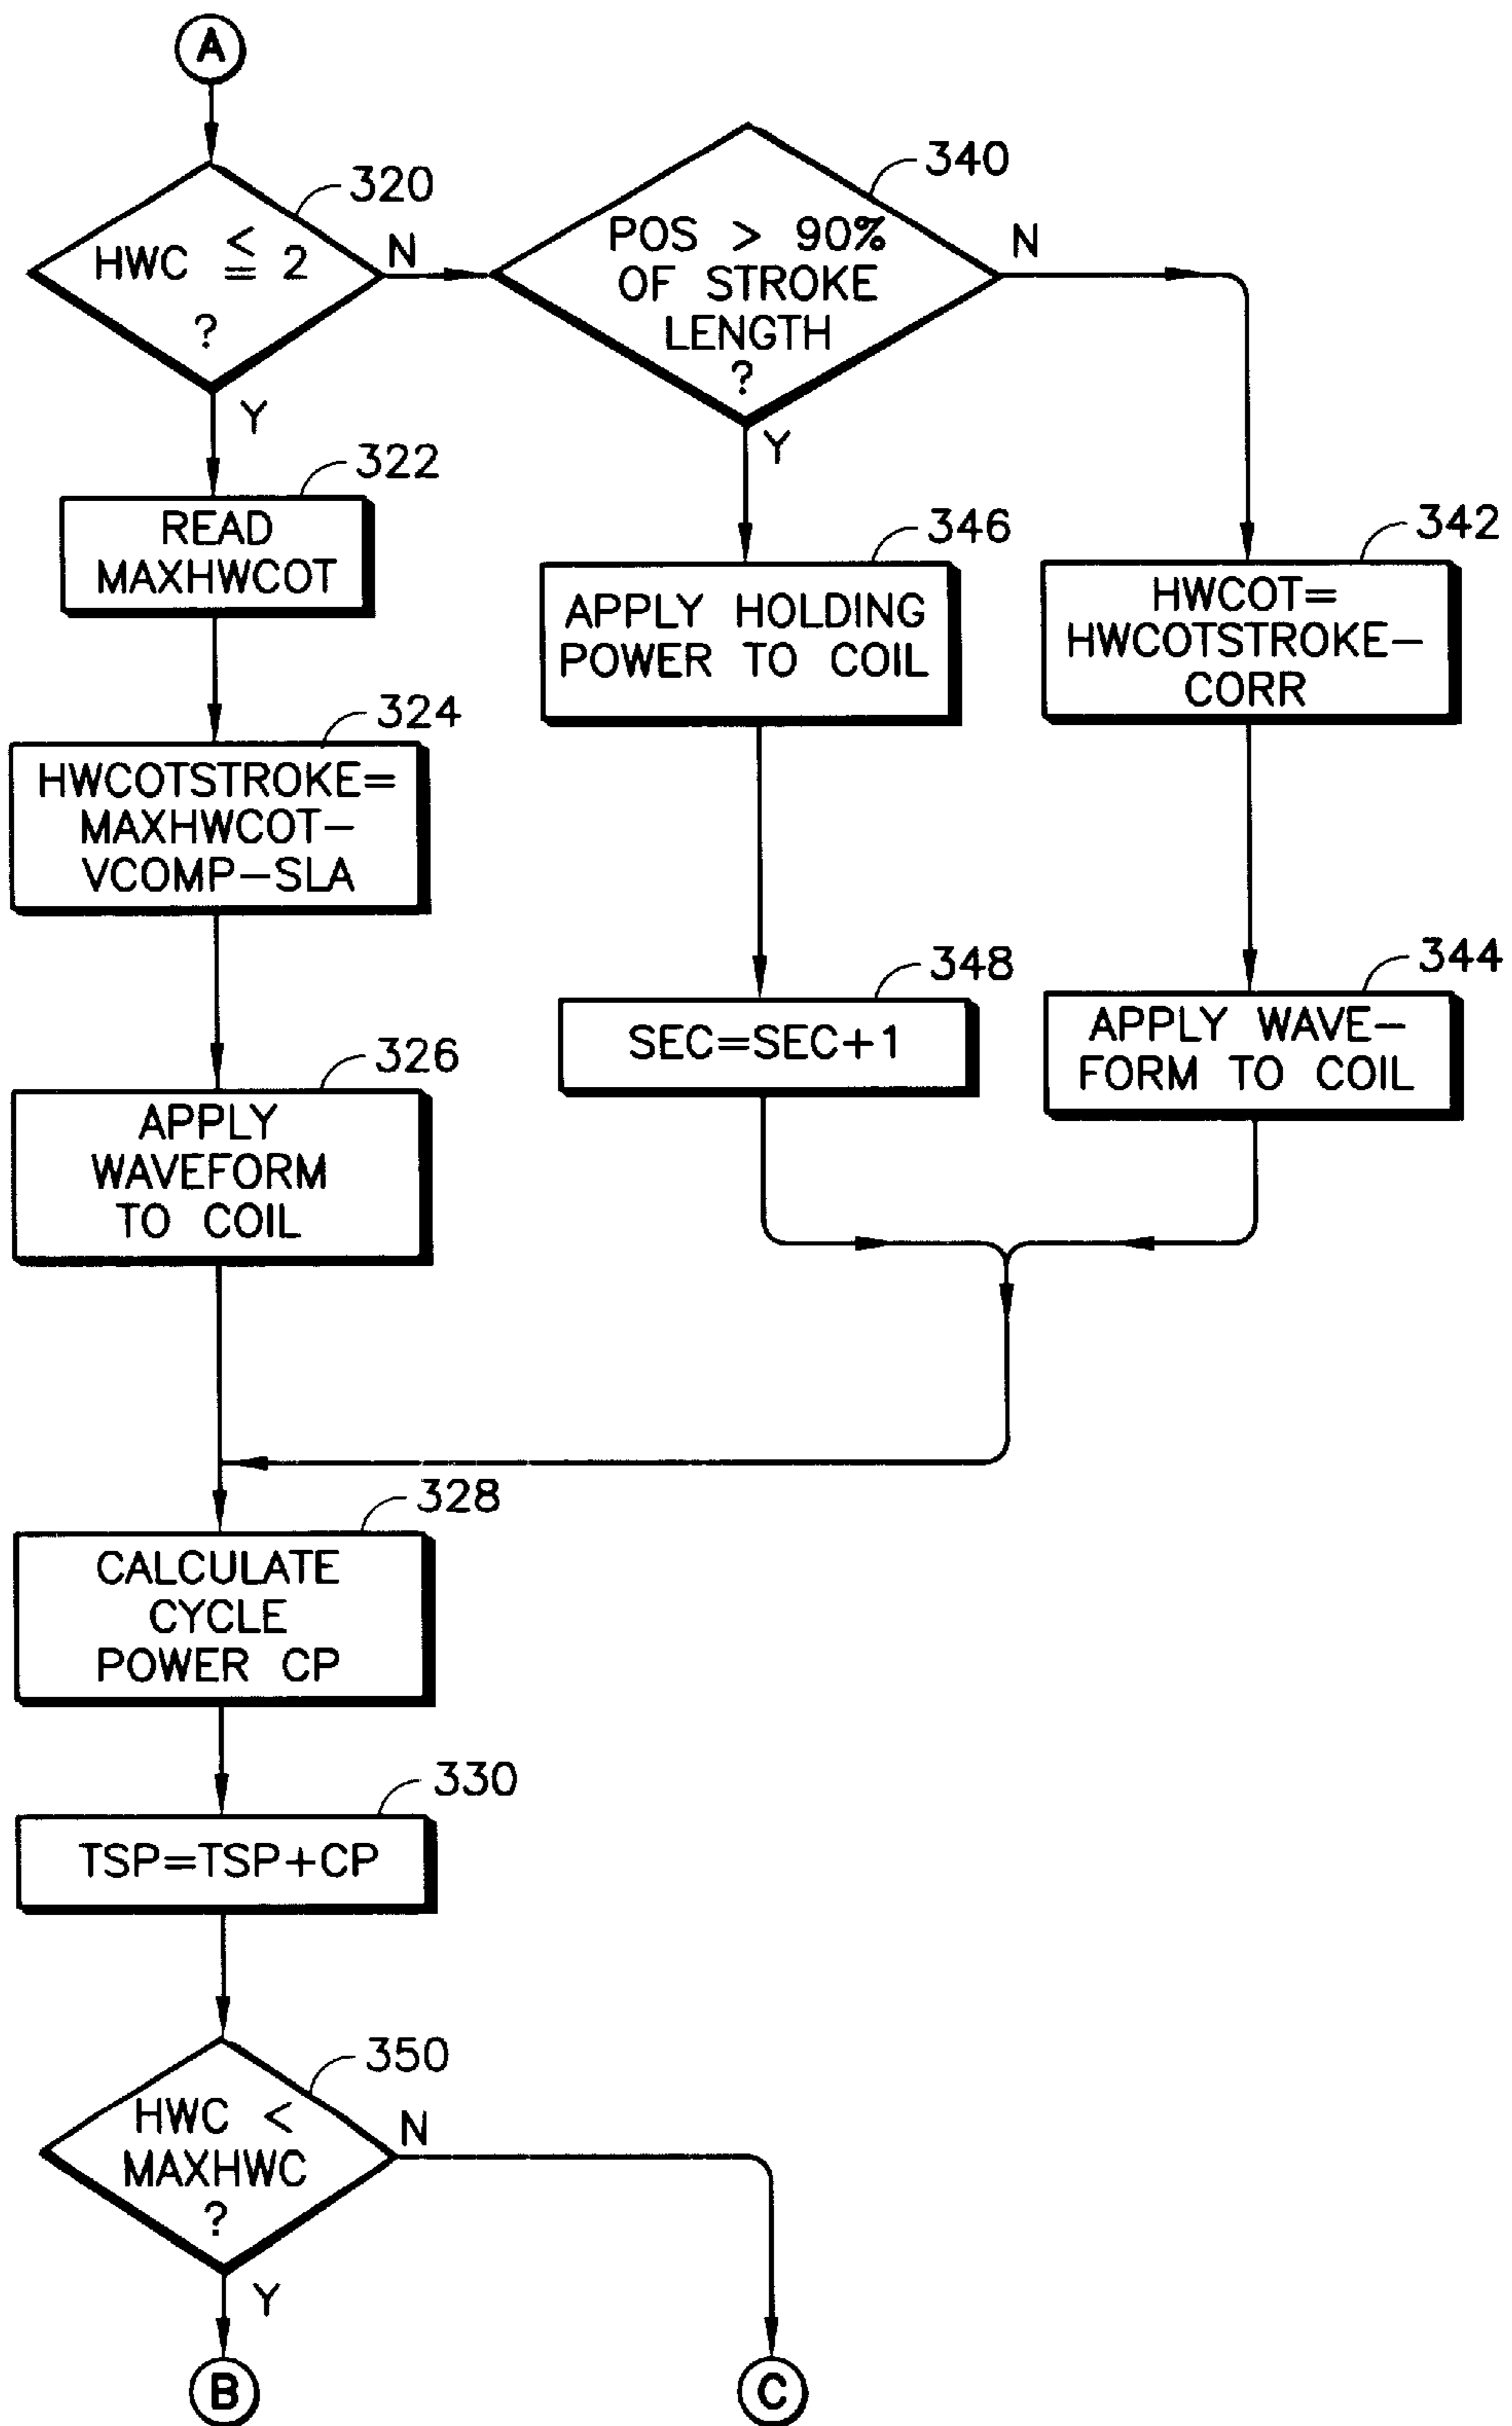 A
320
HWC ≦ 2
?
N
Y
340
POS > 90%
OF STROKE
LENGTH
?
N
Y
322
READ
MAXHWCOT
346
APPLY HOLDING
POWER TO COIL
342
HWCOT=
HWCOTSTROKE-
CORR
324
HWCOTSTROKE=
MAXHWCOT-
VCOMP-SLA
348
SEC=SEC+1
344
APPLY WAVE-
FORM TO COIL
326
APPLY
WAVEFORM
TO COIL
328
CALCULATE
CYCLE
POWER CP
330
TSP=TSP+CP
350
HWC <
MAXHWC
?
N
Y
B
C